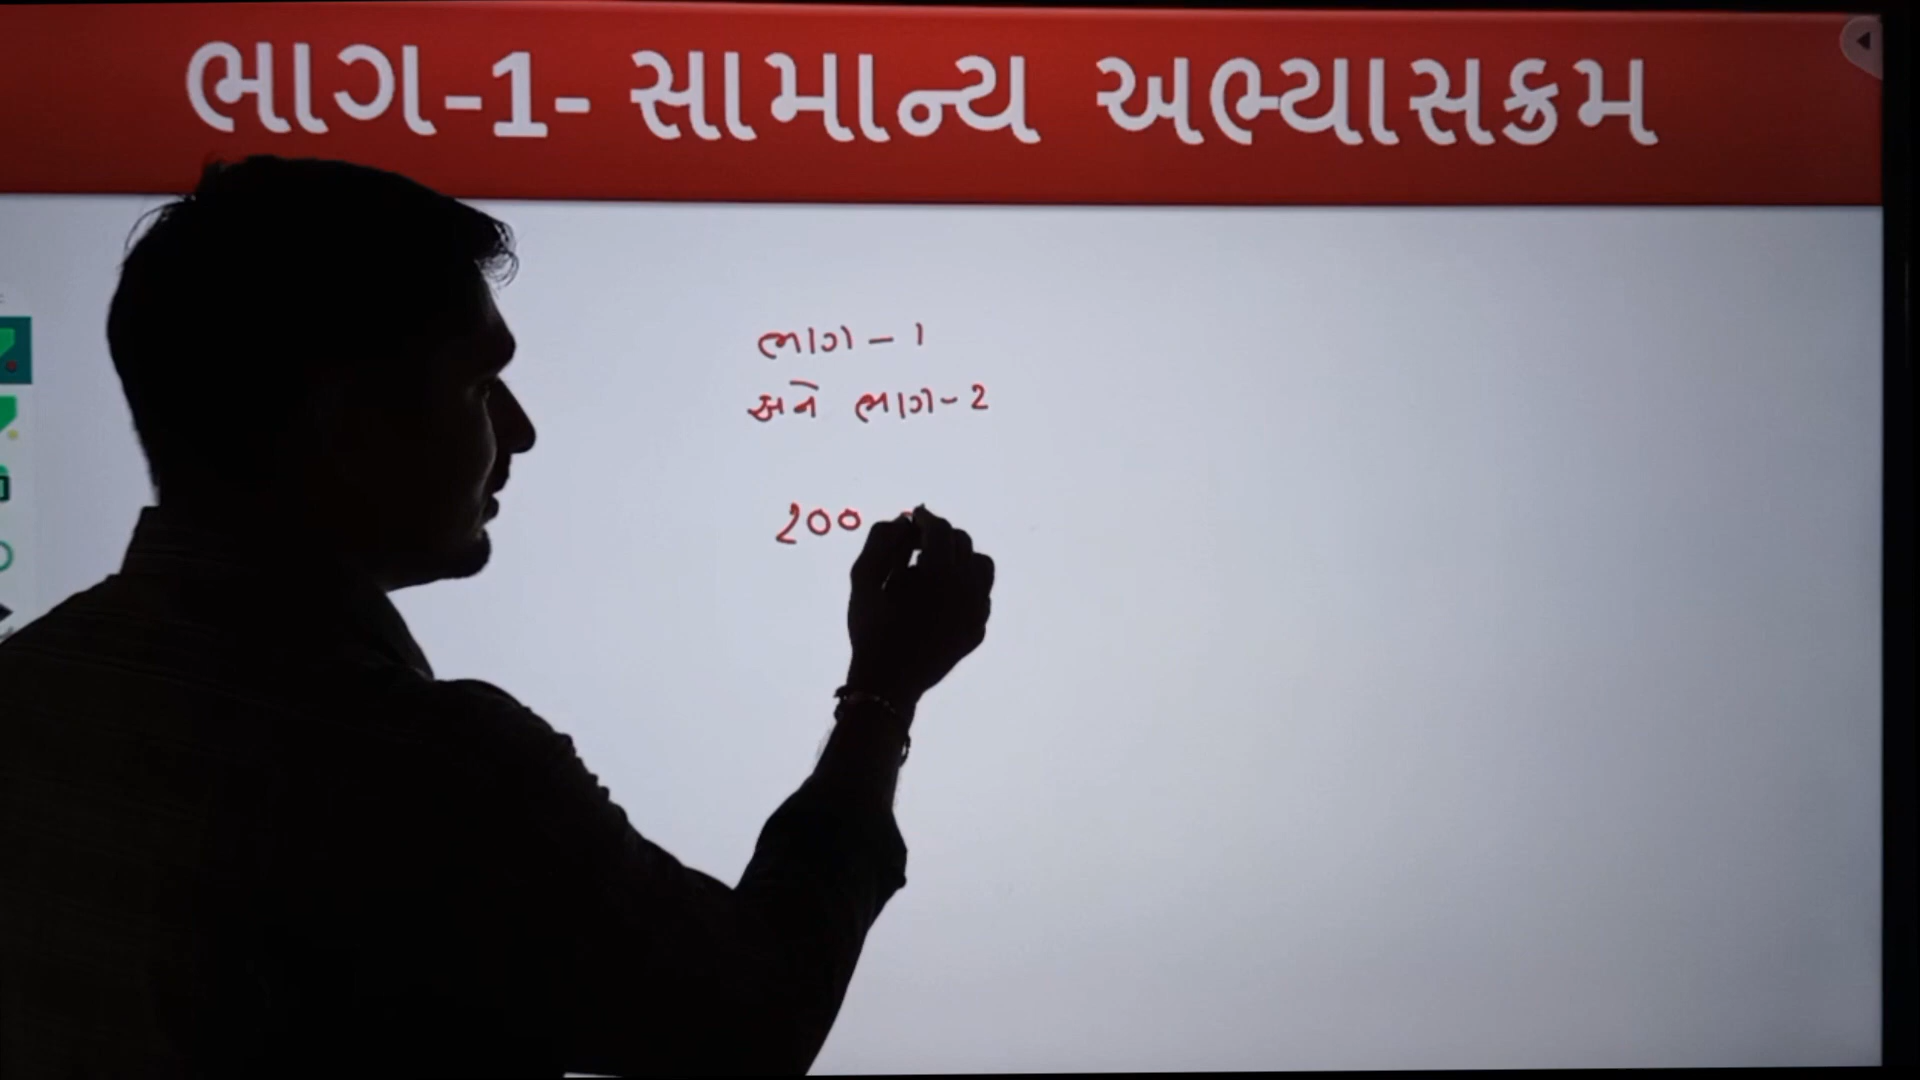 ભાગ-1- સામાન્ય અભ્યાસક્રમ
ભાગ - 1
અને ભાગ - 2
200